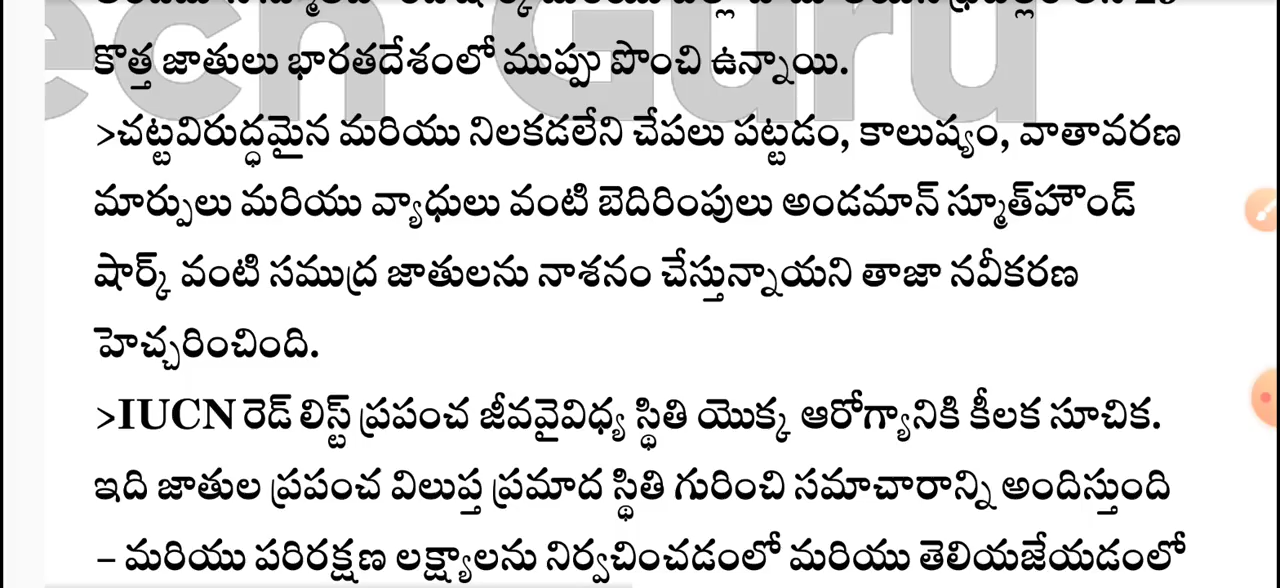 కొత్త జాతులు భారతదేశంలో ముప్పు పొంచి ఉన్నాయి.
>చట్టవిరుద్ధమైన మరియు నిలకడలేని చేపలు పట్టడం, కాలుష్యం, వాతావరణ
మార్పులు మరియు వ్యాధులు వంటి బెదిరింపులు అండమాన్ స్మూత్‌హౌండ్
షార్క్ వంటి సముద్ర జాతులను నాశనం చేస్తున్నాయని తాజా నవీకరణ
హెచ్చరించింది.
>IUCN రెడ్ లిస్ట్ ప్రపంచ జీవవైవిధ్య స్థితి యొక్క ఆరోగ్యానికి కీలక సూచిక.
ఇది జాతుల ప్రపంచ విలుప్త ప్రమాద స్థితి గురించి సమాచారాన్ని అందిస్తుంది
– మరియు పరిరక్షణ లక్ష్యాలను నిర్వచించడంలో మరియు తెలియజేయడంలో